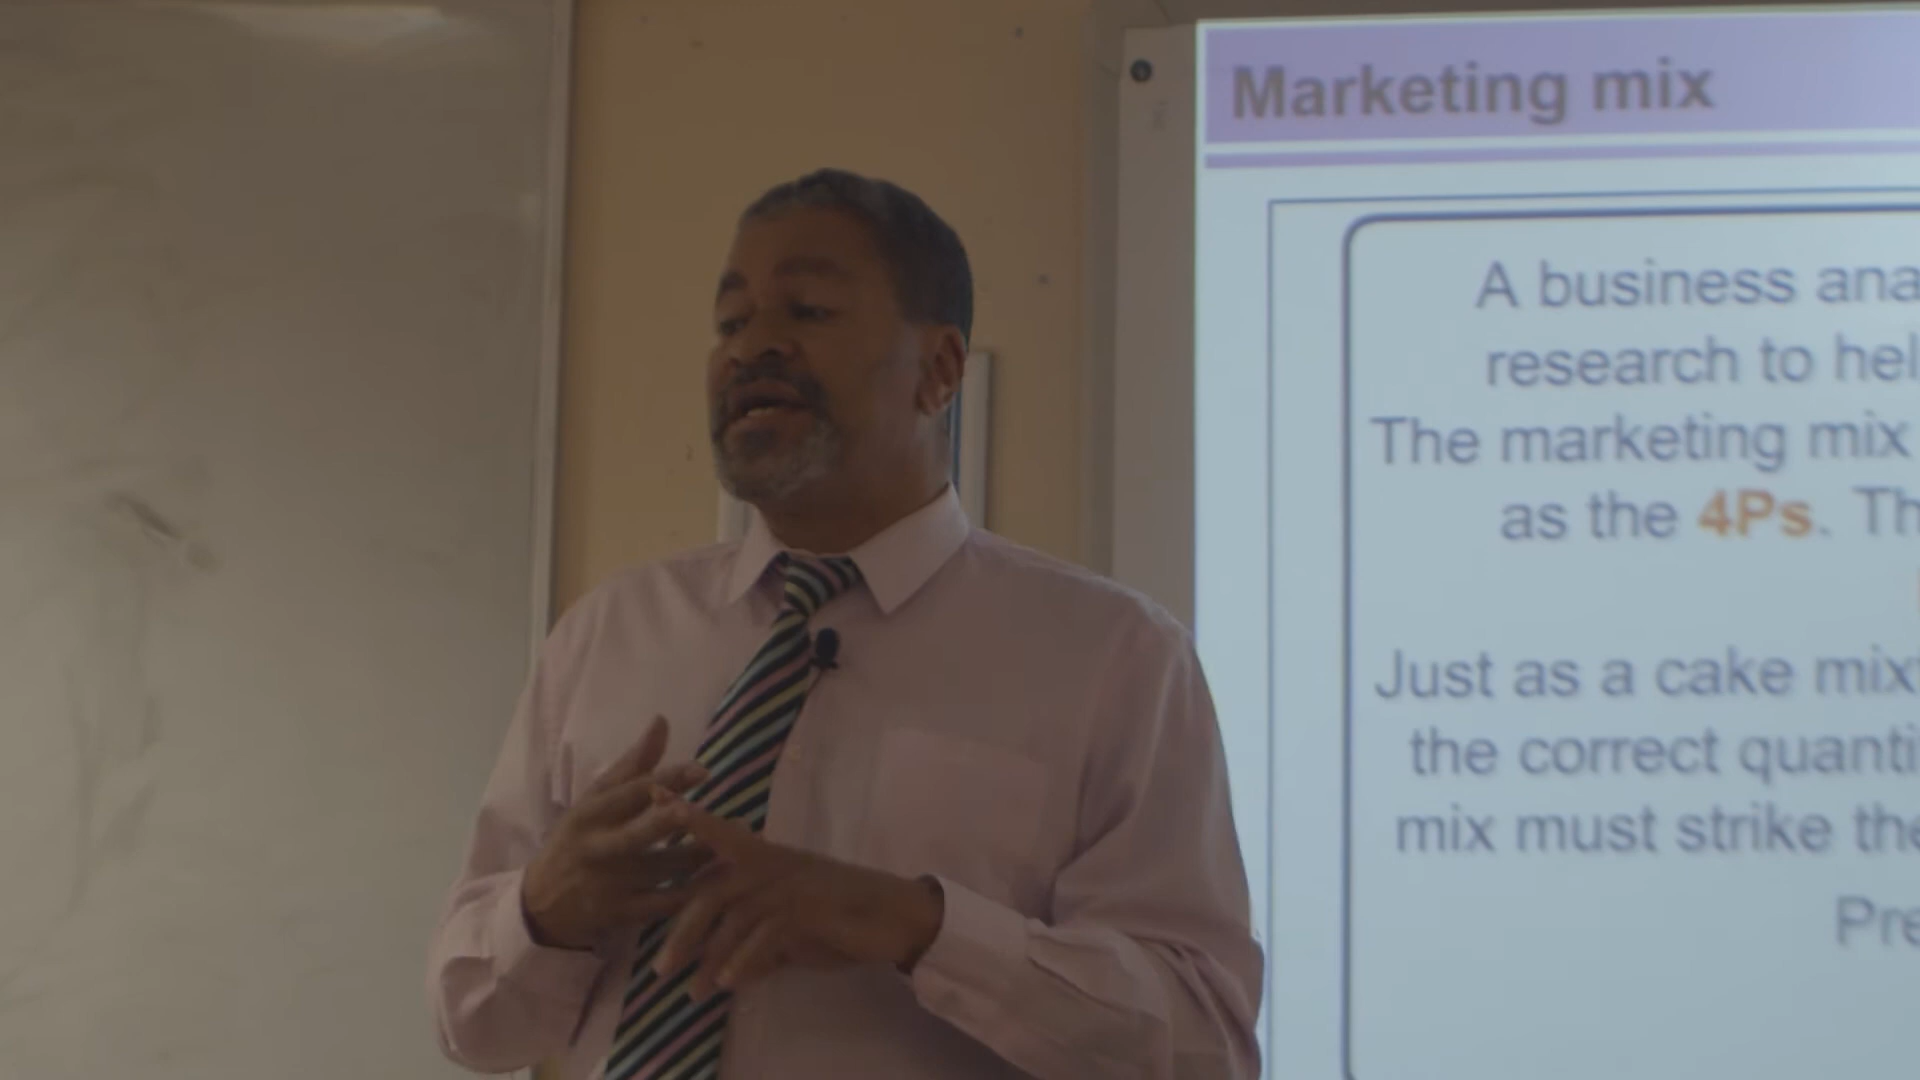 Marketing mix
A business ana
research to hel
The marketing mix
as the 4Ps. Th
Just as a cake mix
the correct quanti
mix must strike the
Pre